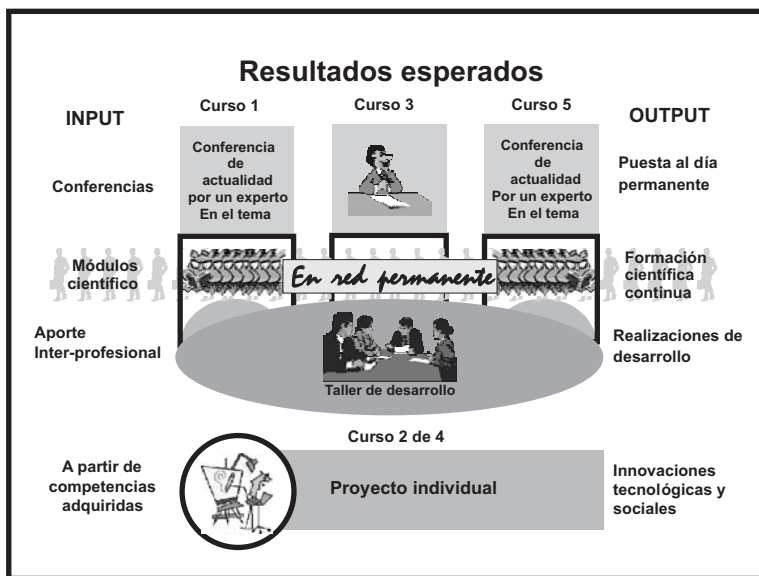 Resultados esperados
INPUT
Curso 1
Curso 3
Curso 5
OUTPUT
Conferencias
Conferencia
de
actualidad
por un experto
En el tema
Conferencia
de
actualidad
Por un experto
En el tema
Puesta al día
permanente
Módulos
científico
En red permanente
Formación
científica
continua
Aporte
Inter-profesional
Taller de desarrollo
Realizaciones de
desarrollo
Curso 2 de 4
A partir de
competencias
adquiridas
Proyecto individual
Innovaciones
tecnológicas y
sociales